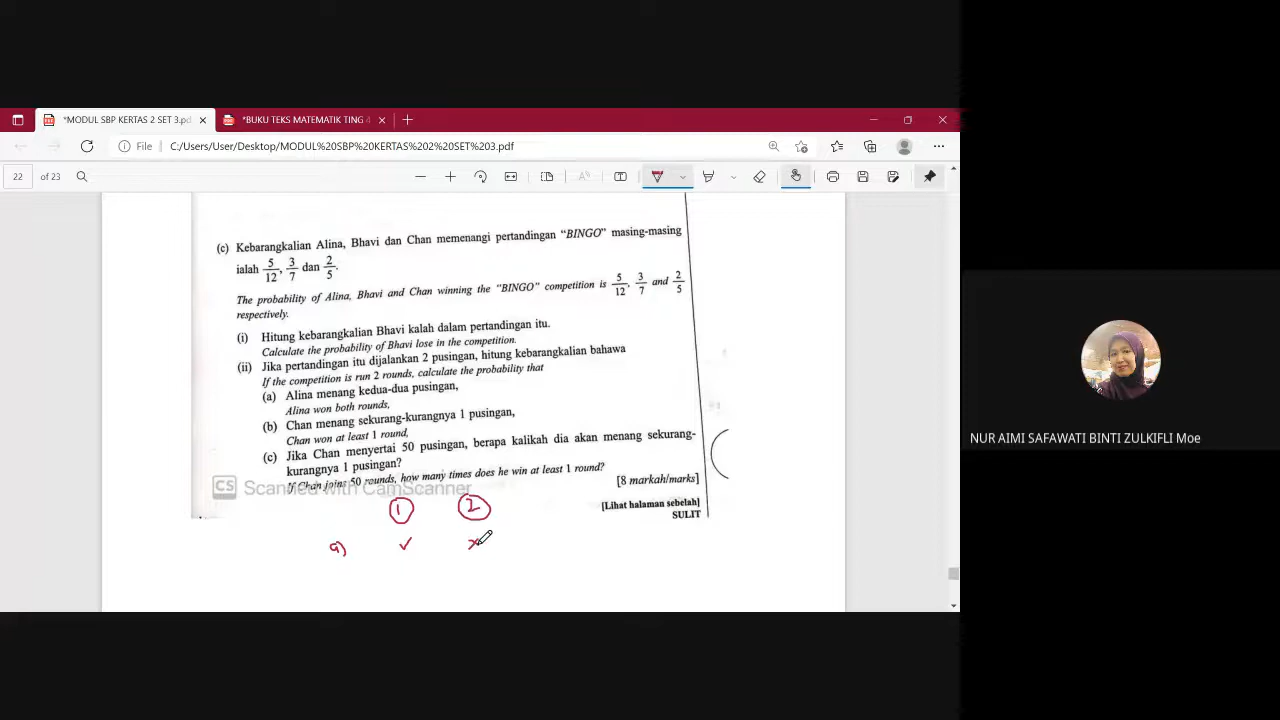 *MODUL SBP KERTAS 2 SET 3.pd
*BUKU TEKS MATEMATIK TING 4
File
C:/Users/User/Desktop/MODUL%20SBP%20KERTAS%202%20SET%203.pdf
22 of 23
(c) Kebarangkalian Alina, Bhavi dan Chan memenangi pertandingan “BINGO” masing-masing
ialah 5/12, 3/7 dan 2/5.
The probability of Alina, Bhavi and Chan winning the “BINGO” competition is 5/12, 3/7 and 2/5
respectively.
(i) Hitung kebarangkalian Bhavi kalah dalam pertandingan itu.
Calculate the probability of Bhavi lose in the competition.
(ii) Jika pertandingan itu dijalankan 2 pusingan, hitung kebarangkalian bahawa
If the competition is run 2 rounds, calculate the probability that
(a) Alina menang kedua-dua pusingan,
Alina won both rounds,
(b) Chan menang sekurang-kurangnya 1 pusingan,
Chan won at least 1 round,
(c) Jika Chan menyertai 50 pusingan, berapa kalikah dia akan menang sekurang-
kurangnya 1 pusingan?
If Chan joins 50 rounds, how many times does he win at least 1 round?
[8 markah/marks]
CS Scanned with CamScanner
[Lihat halaman sebelah]
SULIT
1 2
a) ✓ x
NUR AIMI SAFAWATI BINTI ZULKIFLI Moe